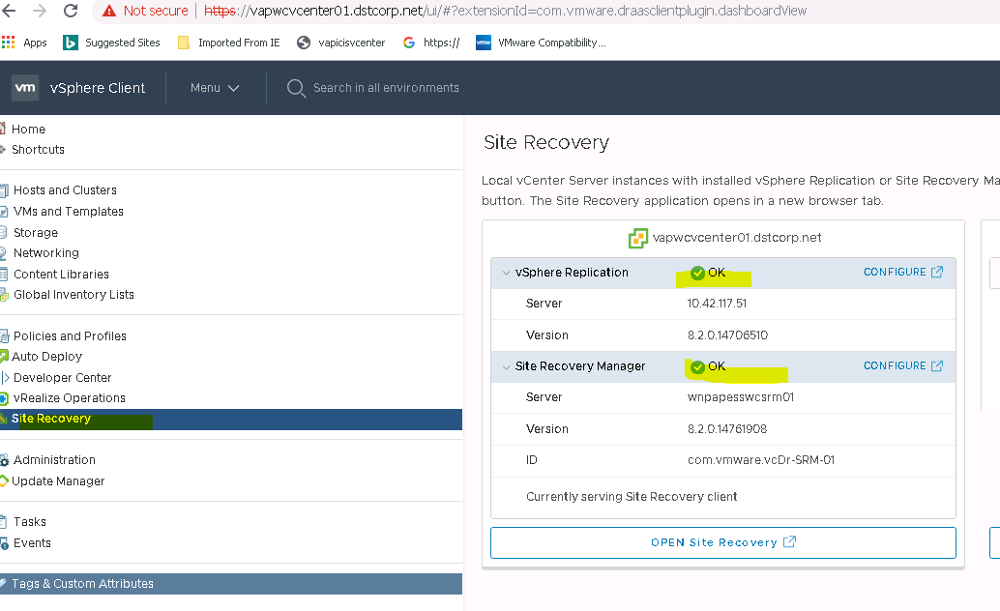 Not secure | https://vapwcvcenter01.dstcorp.net/ui/#?extensionId=com.vmware.draasclientplugin.dashboardView
Apps Suggested Sites Imported From IE vapicisvcenter https:// VMware Compatibility...
vm vSphere Client Menu Search in all environments
Home
Shortcuts
Hosts and Clusters
VMs and Templates
Storage
Networking
Content Libraries
Global Inventory Lists
Policies and Profiles
Auto Deploy
Developer Center
vRealize Operations
Site Recovery
Administration
Update Manager
Tasks
Events
Tags & Custom Attributes
Site Recovery
Local vCenter Server instances with installed vSphere Replication or Site Recovery Ma
button. The Site Recovery application opens in a new browser tab.
vapwcvcenter01.dstcorp.net
vSphere Replication OK CONFIGURE
Server 10.42.117.51
Version 8.2.0.14706510
Site Recovery Manager OK CONFIGURE
Server wnpapesswcsrm01
Version 8.2.0.14761908
ID com.vmware.vcDr-SRM-01
Currently serving Site Recovery client
OPEN Site Recovery